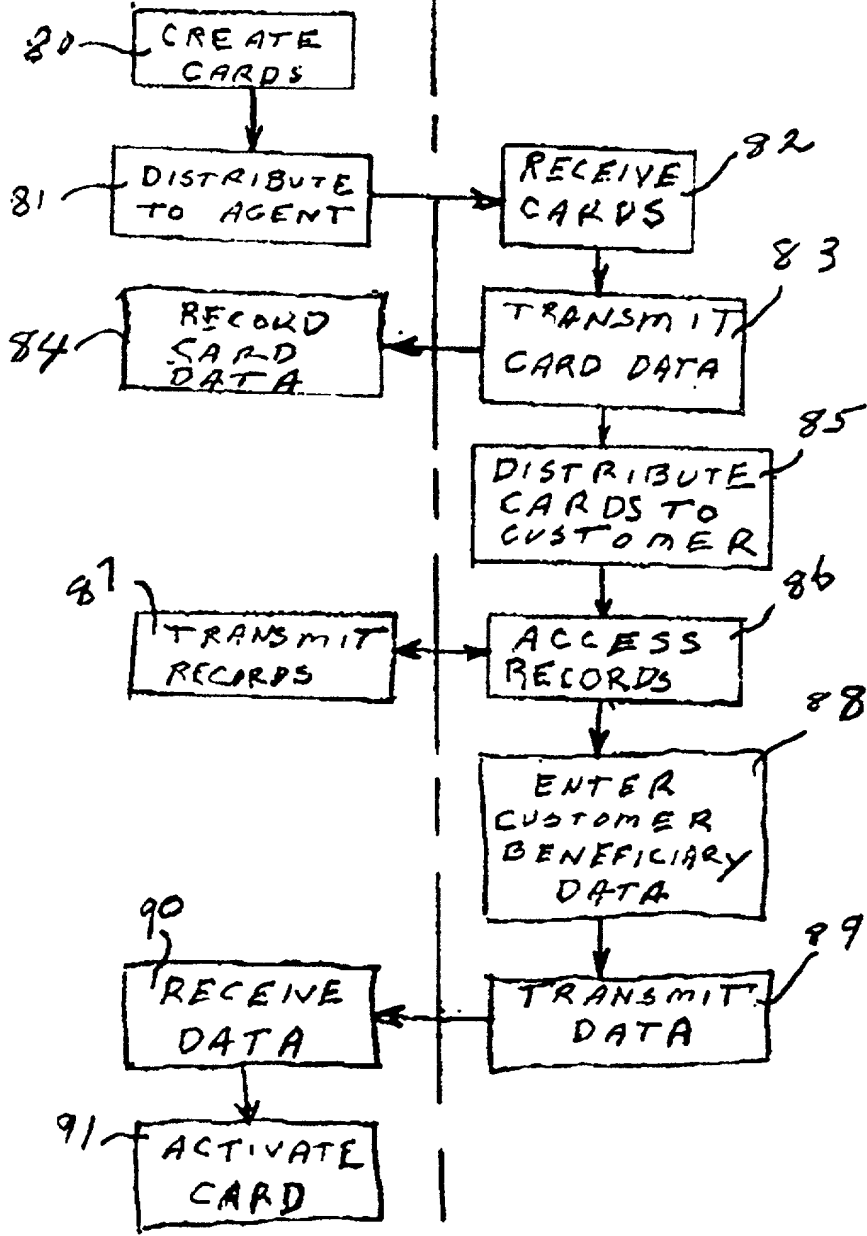 80
CREATE
CARDS
81
DISTRIBUTE
TO AGENT
82
RECEIVE
CARDS
83
TRANSMIT
CARD DATA
84
RECORD
CARD
DATA
85
DISTRIBUTE
CARDS TO
CUSTOMER
86
ACCESS
RECORDS
87
TRANSMIT
RECORDS
88
ENTER
CUSTOMER
BENEFICIARY
DATA
89
TRANSMIT
DATA
90
RECEIVE
DATA
91
ACTIVATE
CARD